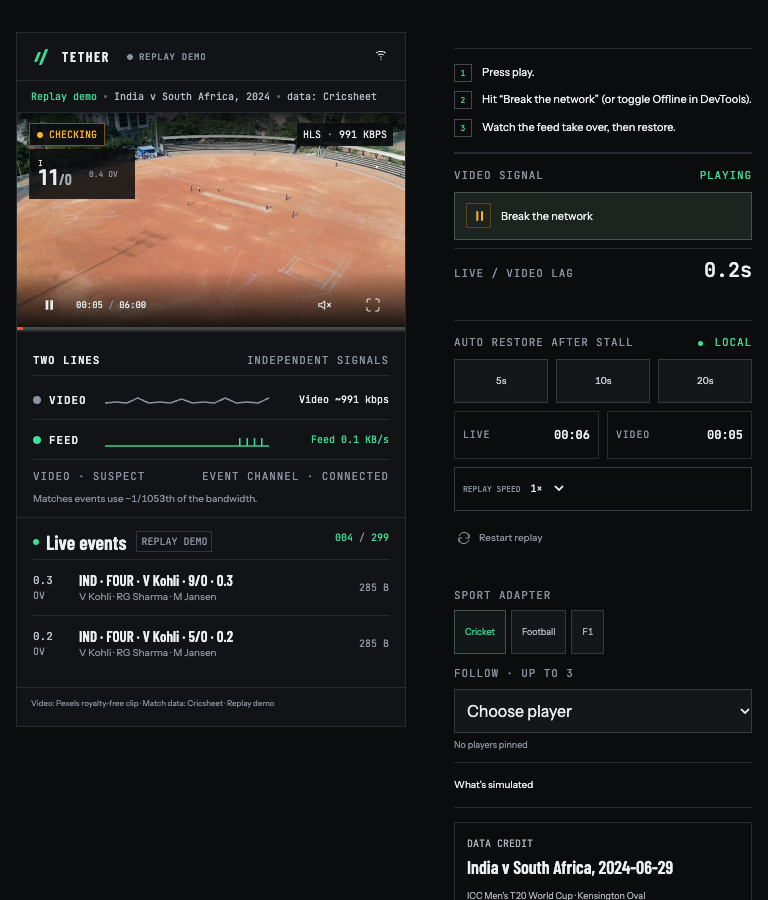 TETHER
REPLAY DEMO
Replay demo • India v South Africa, 2024 • data: Cricsheet
CHECKING
HLS · 991 KBPS
I
11/0 0.4 OV
00:05 / 06:00
TWO LINES
INDEPENDENT SIGNALS
VIDEO
Video ~991 kbps
FEED
Feed 0.1 KB/s
VIDEO · SUSPECT
EVENT CHANNEL · CONNECTED
Matches events use ~1/1053th of the bandwidth.
Live events
REPLAY DEMO
004 / 299
0.3 OV
IND · FOUR · V Kohli · 9/0 · 0.3
V Kohli · RG Sharma · M Jansen
285 B
0.2 OV
IND · FOUR · V Kohli · 5/0 · 0.2
V Kohli · RG Sharma · M Jansen
285 B
Video: Pexels royalty-free clip · Match data: Cricsheet · Replay demo
1 Press play.
2 Hit “Break the network” (or toggle Offline in DevTools).
3 Watch the feed take over, then restore.
VIDEO SIGNAL
PLAYING
Break the network
LIVE / VIDEO LAG
0.2s
AUTO RESTORE AFTER STALL
LOCAL
5s
10s
20s
LIVE 00:06
VIDEO 00:05
REPLAY SPEED 1×
Restart replay
SPORT ADAPTER
Cricket
Football
F1
FOLLOW · UP TO 3
Choose player
No players pinned
What's simulated
DATA CREDIT
India v South Africa, 2024-06-29
ICC Men's T20 World Cup · Kensington Oval